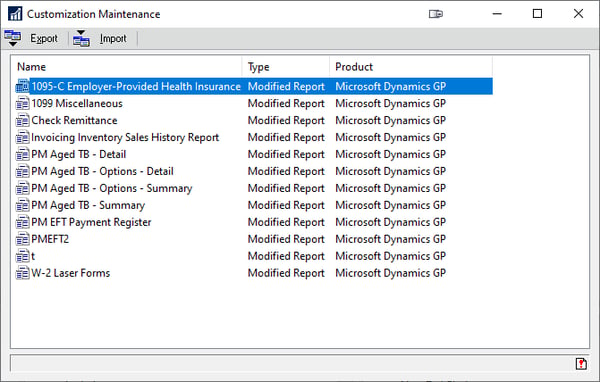 Customization Maintenance
Export Import
Name Type Product
1095-C Employer-Provided Health Insurance Modified Report Microsoft Dynamics GP
1099 Miscellaneous Modified Report Microsoft Dynamics GP
Check Remittance Modified Report Microsoft Dynamics GP
Invoicing Inventory Sales History Report Modified Report Microsoft Dynamics GP
PM Aged TB - Detail Modified Report Microsoft Dynamics GP
PM Aged TB - Options - Detail Modified Report Microsoft Dynamics GP
PM Aged TB - Options - Summary Modified Report Microsoft Dynamics GP
PM Aged TB - Summary Modified Report Microsoft Dynamics GP
PM EFT Payment Register Modified Report Microsoft Dynamics GP
PMEFT2 Modified Report Microsoft Dynamics GP
t Modified Report Microsoft Dynamics GP
W-2 Laser Forms Modified Report Microsoft Dynamics GP